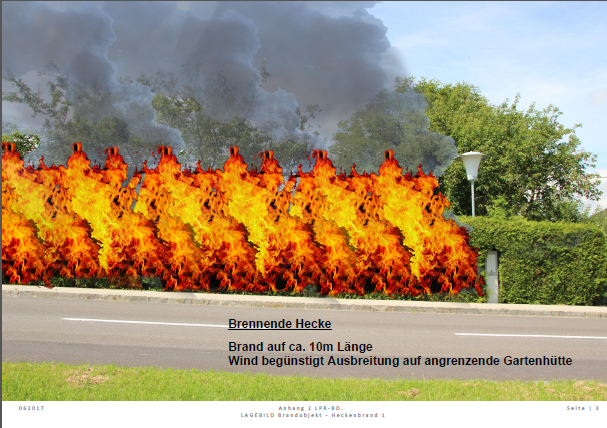 Brennende Hecke
Brand auf ca. 10m Länge
Wind begünstigt Ausbreitung auf angrenzende Gartenhütte
062017
Anhang 2 LPR-BD.
Seite | 3
LAGEBILD Brandobjekt - Heckenbrand 1